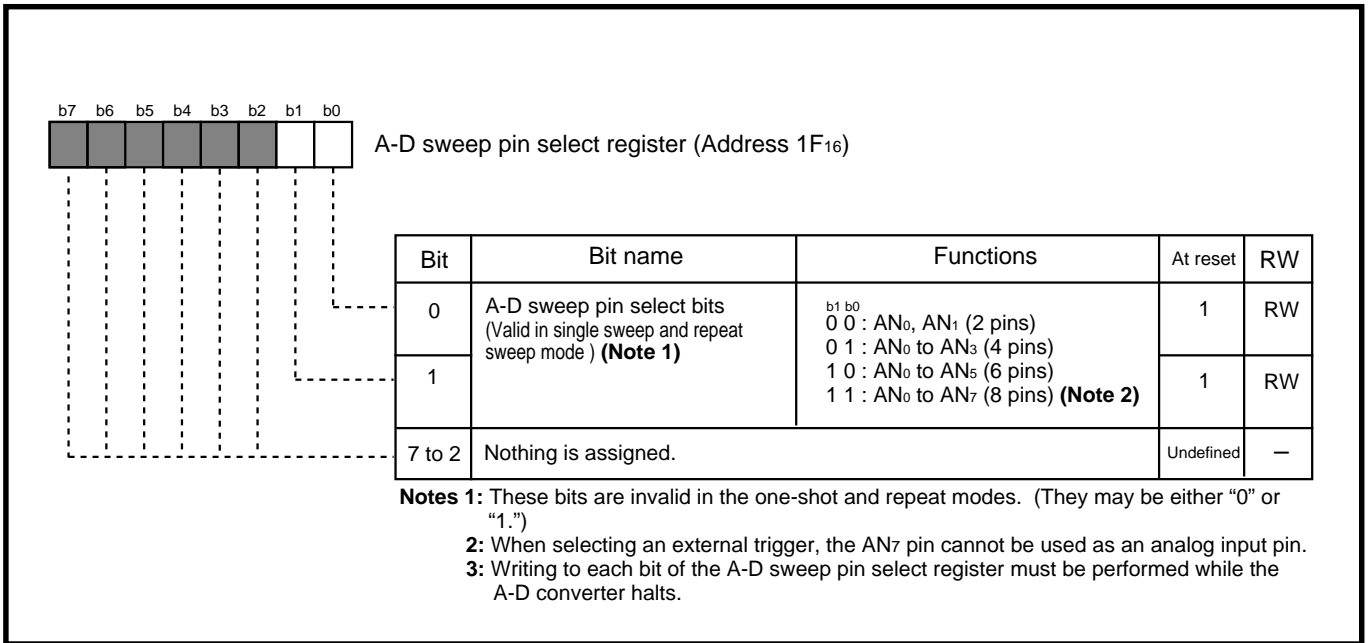 b7 b6 b5 b4 b3 b2 b1 b0
A-D sweep pin select register (Address 1F₁₆)
Bit Bit name Functions At reset RW
0 A-D sweep pin select bits b1 b0 1 RW
(Valid in single sweep and repeat 0 0 : AN₀, AN₁ (2 pins)
sweep mode ) (Note 1) 0 1 : AN₀ to AN₃ (4 pins)
1 1 0 : AN₀ to AN₅ (6 pins) 1 RW
1 1 : AN₀ to AN₇ (8 pins) (Note 2)
7 to 2 Nothing is assigned. Undefined –
Notes 1: These bits are invalid in the one-shot and repeat modes. (They may be either “0” or
“1.”)
2: When selecting an external trigger, the AN₇ pin cannot be used as an analog input pin.
3: Writing to each bit of the A-D sweep pin select register must be performed while the
A-D converter halts.